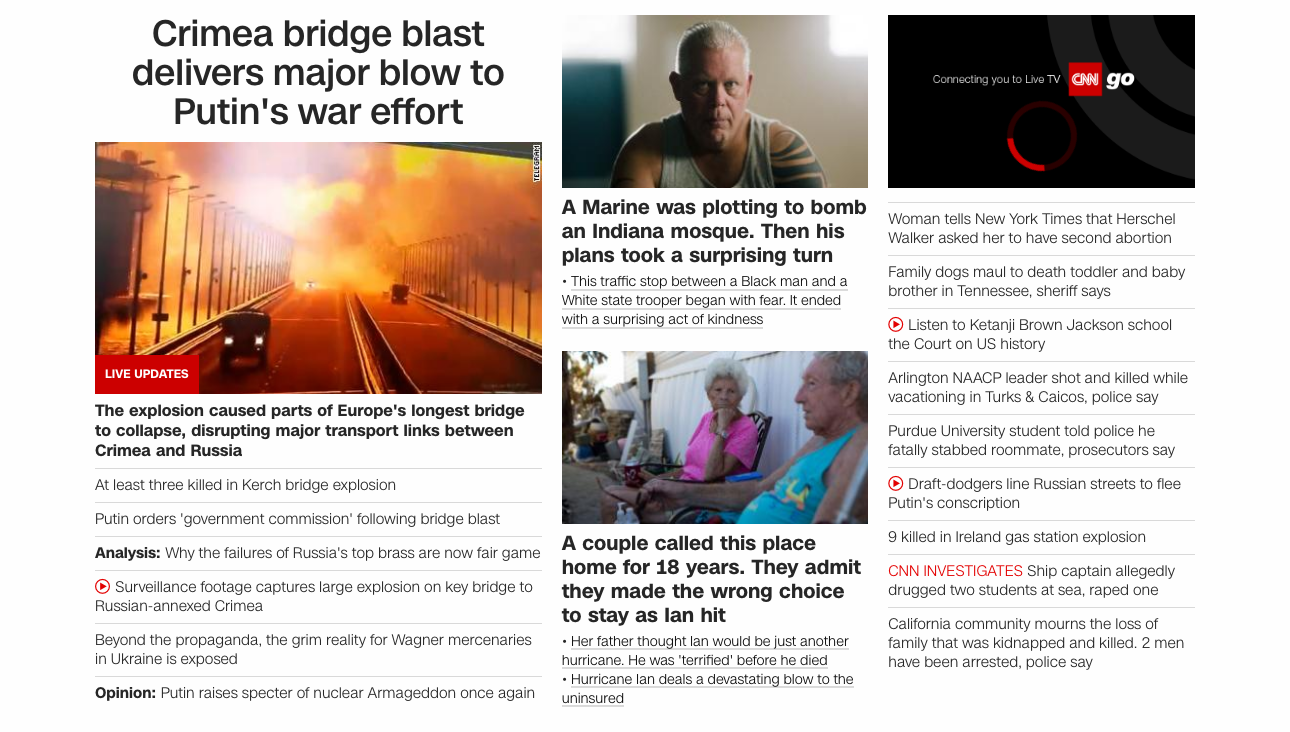 Crimea bridge blast
delivers major blow to
Putin's war effort
TELEGRAM
LIVE UPDATES
The explosion caused parts of Europe's longest bridge
to collapse, disrupting major transport links between
Crimea and Russia
At least three killed in Kerch bridge explosion
Putin orders 'government commission' following bridge blast
Analysis: Why the failures of Russia's top brass are now fair game
Surveillance footage captures large explosion on key bridge to
Russian-annexed Crimea
Beyond the propaganda, the grim reality for Wagner mercenaries
in Ukraine is exposed
Opinion: Putin raises specter of nuclear Armageddon once again
A Marine was plotting to bomb
an Indiana mosque. Then his
plans took a surprising turn
• This traffic stop between a Black man and a
White state trooper began with fear. It ended
with a surprising act of kindness
A couple called this place
home for 18 years. They admit
they made the wrong choice
to stay as Ian hit
• Her father thought Ian would be just another
hurricane. He was 'terrified' before he died
• Hurricane Ian deals a devastating blow to the
uninsured
Connecting you to Live TV CNN go
Woman tells New York Times that Herschel
Walker asked her to have second abortion
Family dogs maul to death toddler and baby
brother in Tennessee, sheriff says
Listen to Ketanji Brown Jackson school
the Court on US history
Arlington NAACP leader shot and killed while
vacationing in Turks & Caicos, police say
Purdue University student told police he
fatally stabbed roommate, prosecutors say
Draft-dodgers line Russian streets to flee
Putin's conscription
9 killed in Ireland gas station explosion
CNN INVESTIGATES Ship captain allegedly
drugged two students at sea, raped one
California community mourns the loss of
family that was kidnapped and killed. 2 men
have been arrested, police say